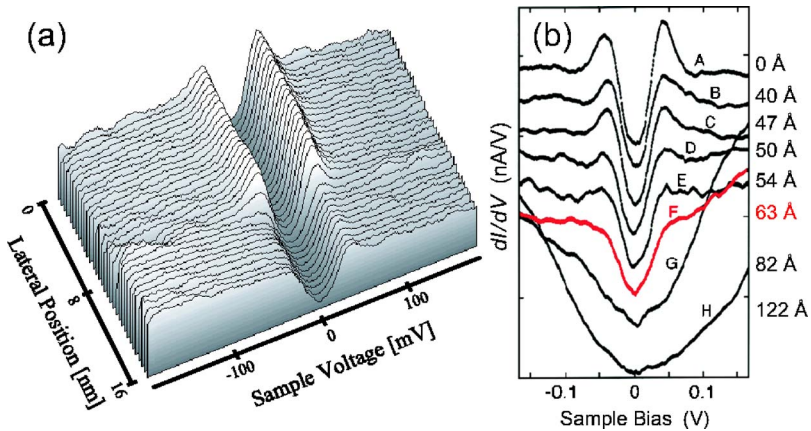 (a)
0
8
16
Lateral Position [nm]
-100
0
100
Sample Voltage [mV]
(b)
dI/dV (nA/V)
A
B
C
D
E
F
G
H
0 Å
40 Å
47 Å
50 Å
54 Å
63 Å
82 Å
122 Å
-0.1
0
0.1
Sample Bias (V)